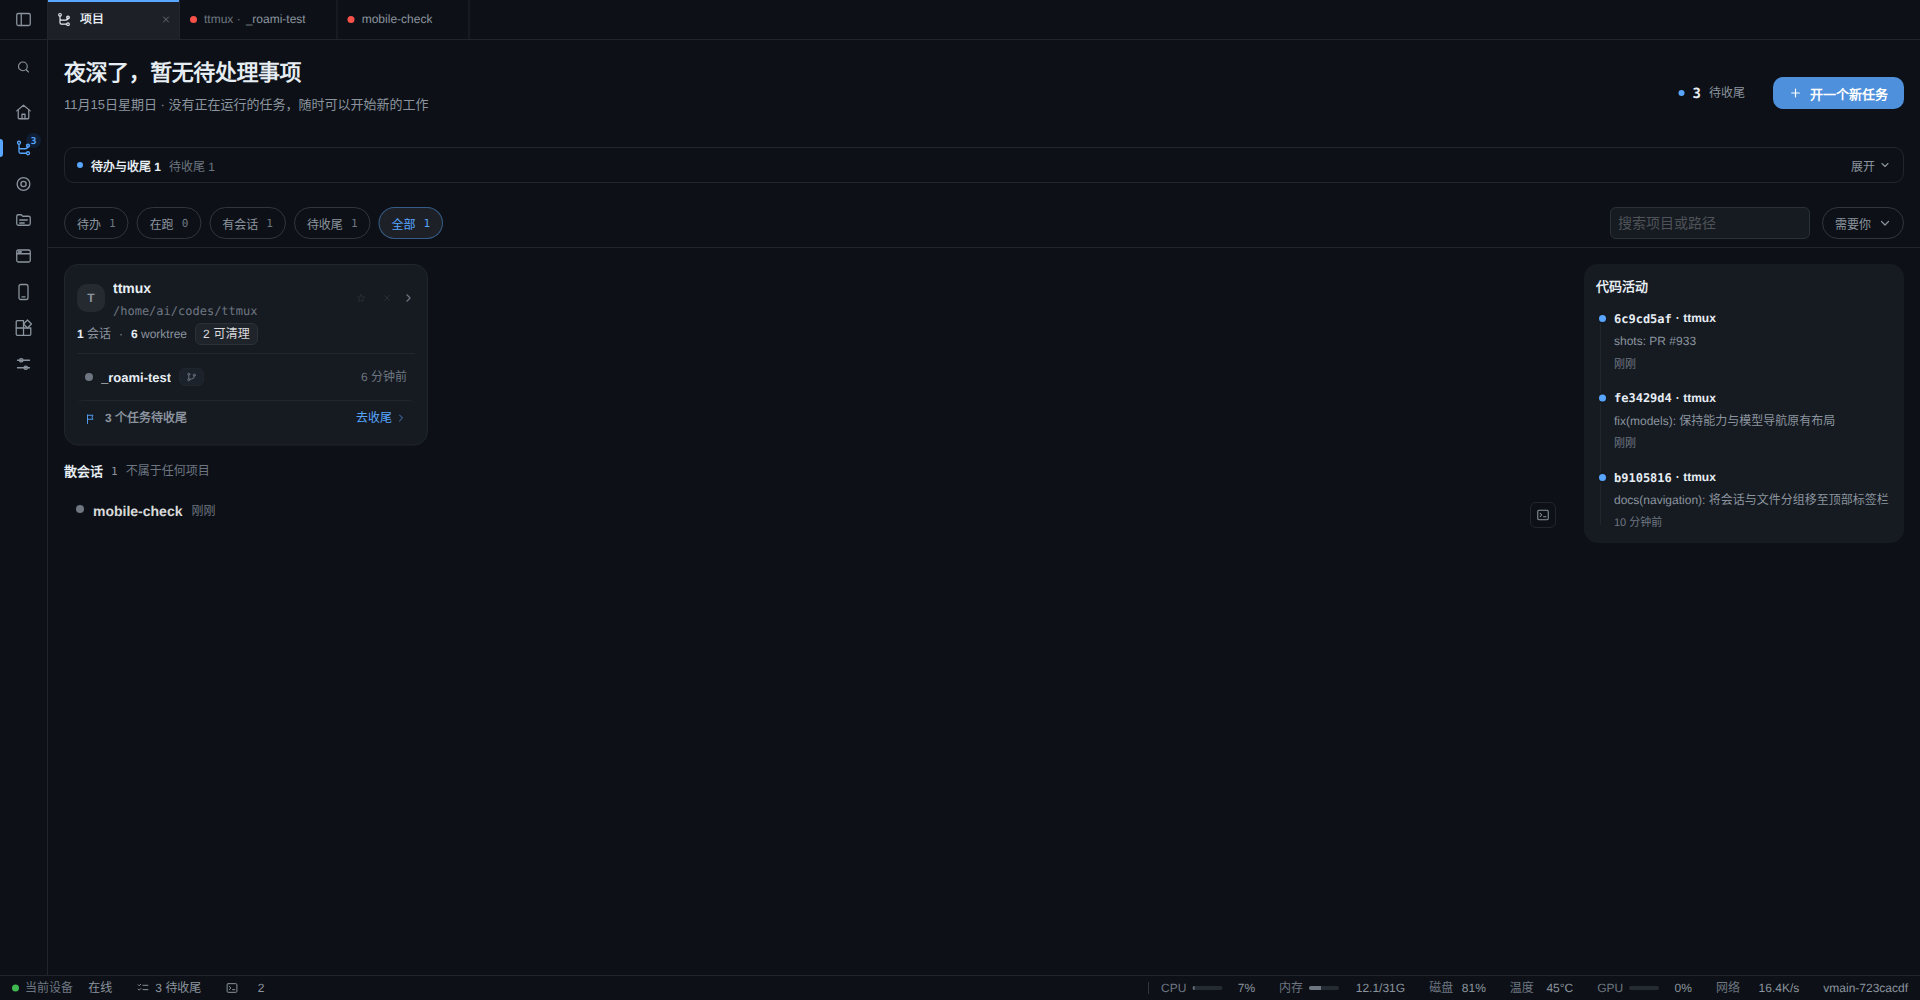 项目
ttmux · _roami-test
mobile-check
夜深了，暂无待处理事项
11月15日星期日 · 没有正在运行的任务，随时可以开始新的工作
3 待收尾
开一个新任务
3
待办与收尾 1 待收尾 1
展开
待办 1
在跑 0
有会话 1
待收尾 1
全部 1
搜索项目或路径
需要你
T
ttmux
/home/ai/codes/ttmux
1 会话 · 6 worktree 2 可清理
_roami-test
6 分钟前
3 个任务待收尾
去收尾
散会话 1 不属于任何项目
mobile-check 刚刚
代码活动
6c9cd5af · ttmux
shots: PR #933
刚刚
fe3429d4 · ttmux
fix(models): 保持能力与模型导航原有布局
刚刚
b9105816 · ttmux
docs(navigation): 将会话与文件分组移至顶部标签栏
10 分钟前
当前设备 在线
3 待收尾
2
CPU 7%
内存 12.1/31G
磁盘 81%
温度 45°C
GPU 0%
网络 16.4K/s
vmain-723cacdf